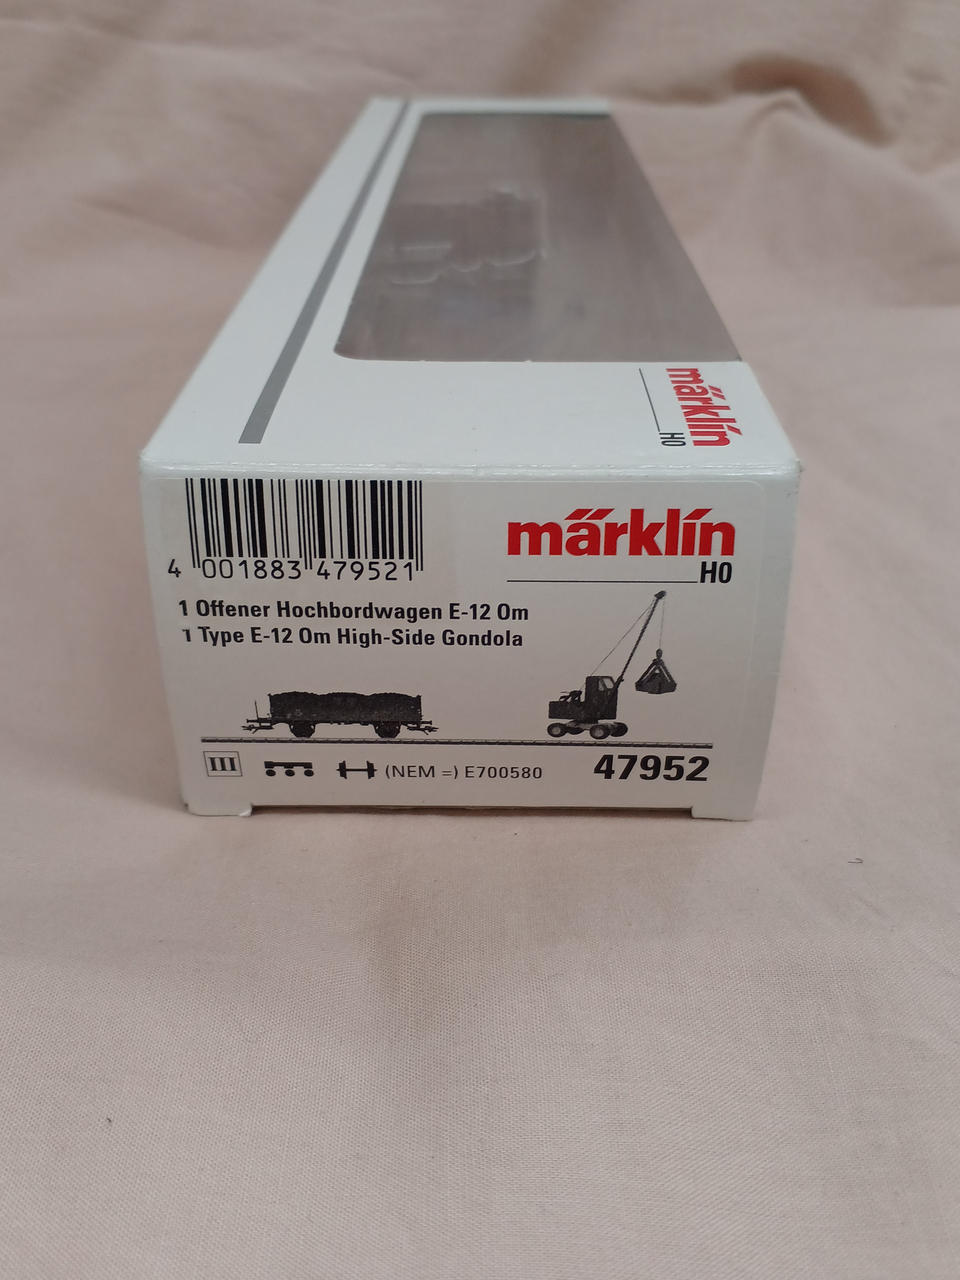 märklin
H0
4 001883 479521
märklin
H0
1 Offener Hochbordwagen E-12 Om
1 Type E-12 Om High-Side Gondola
III (NEM =) E700580 47952